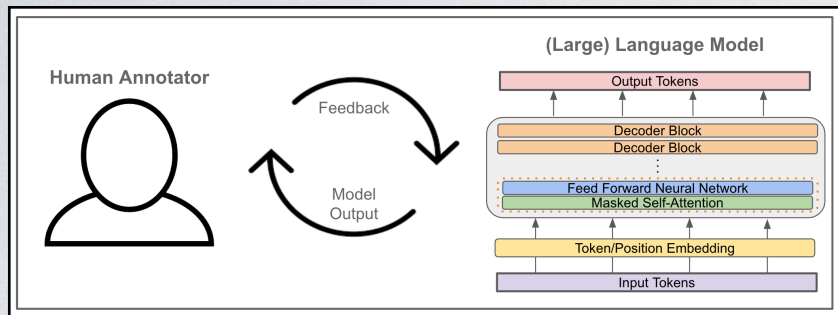 (Large) Language Model
Human Annotator
Feedback
Model
Output
Output Tokens
Decoder Block
Decoder Block
Feed Forward Neural Network
Masked Self-Attention
Token/Position Embedding
Input Tokens